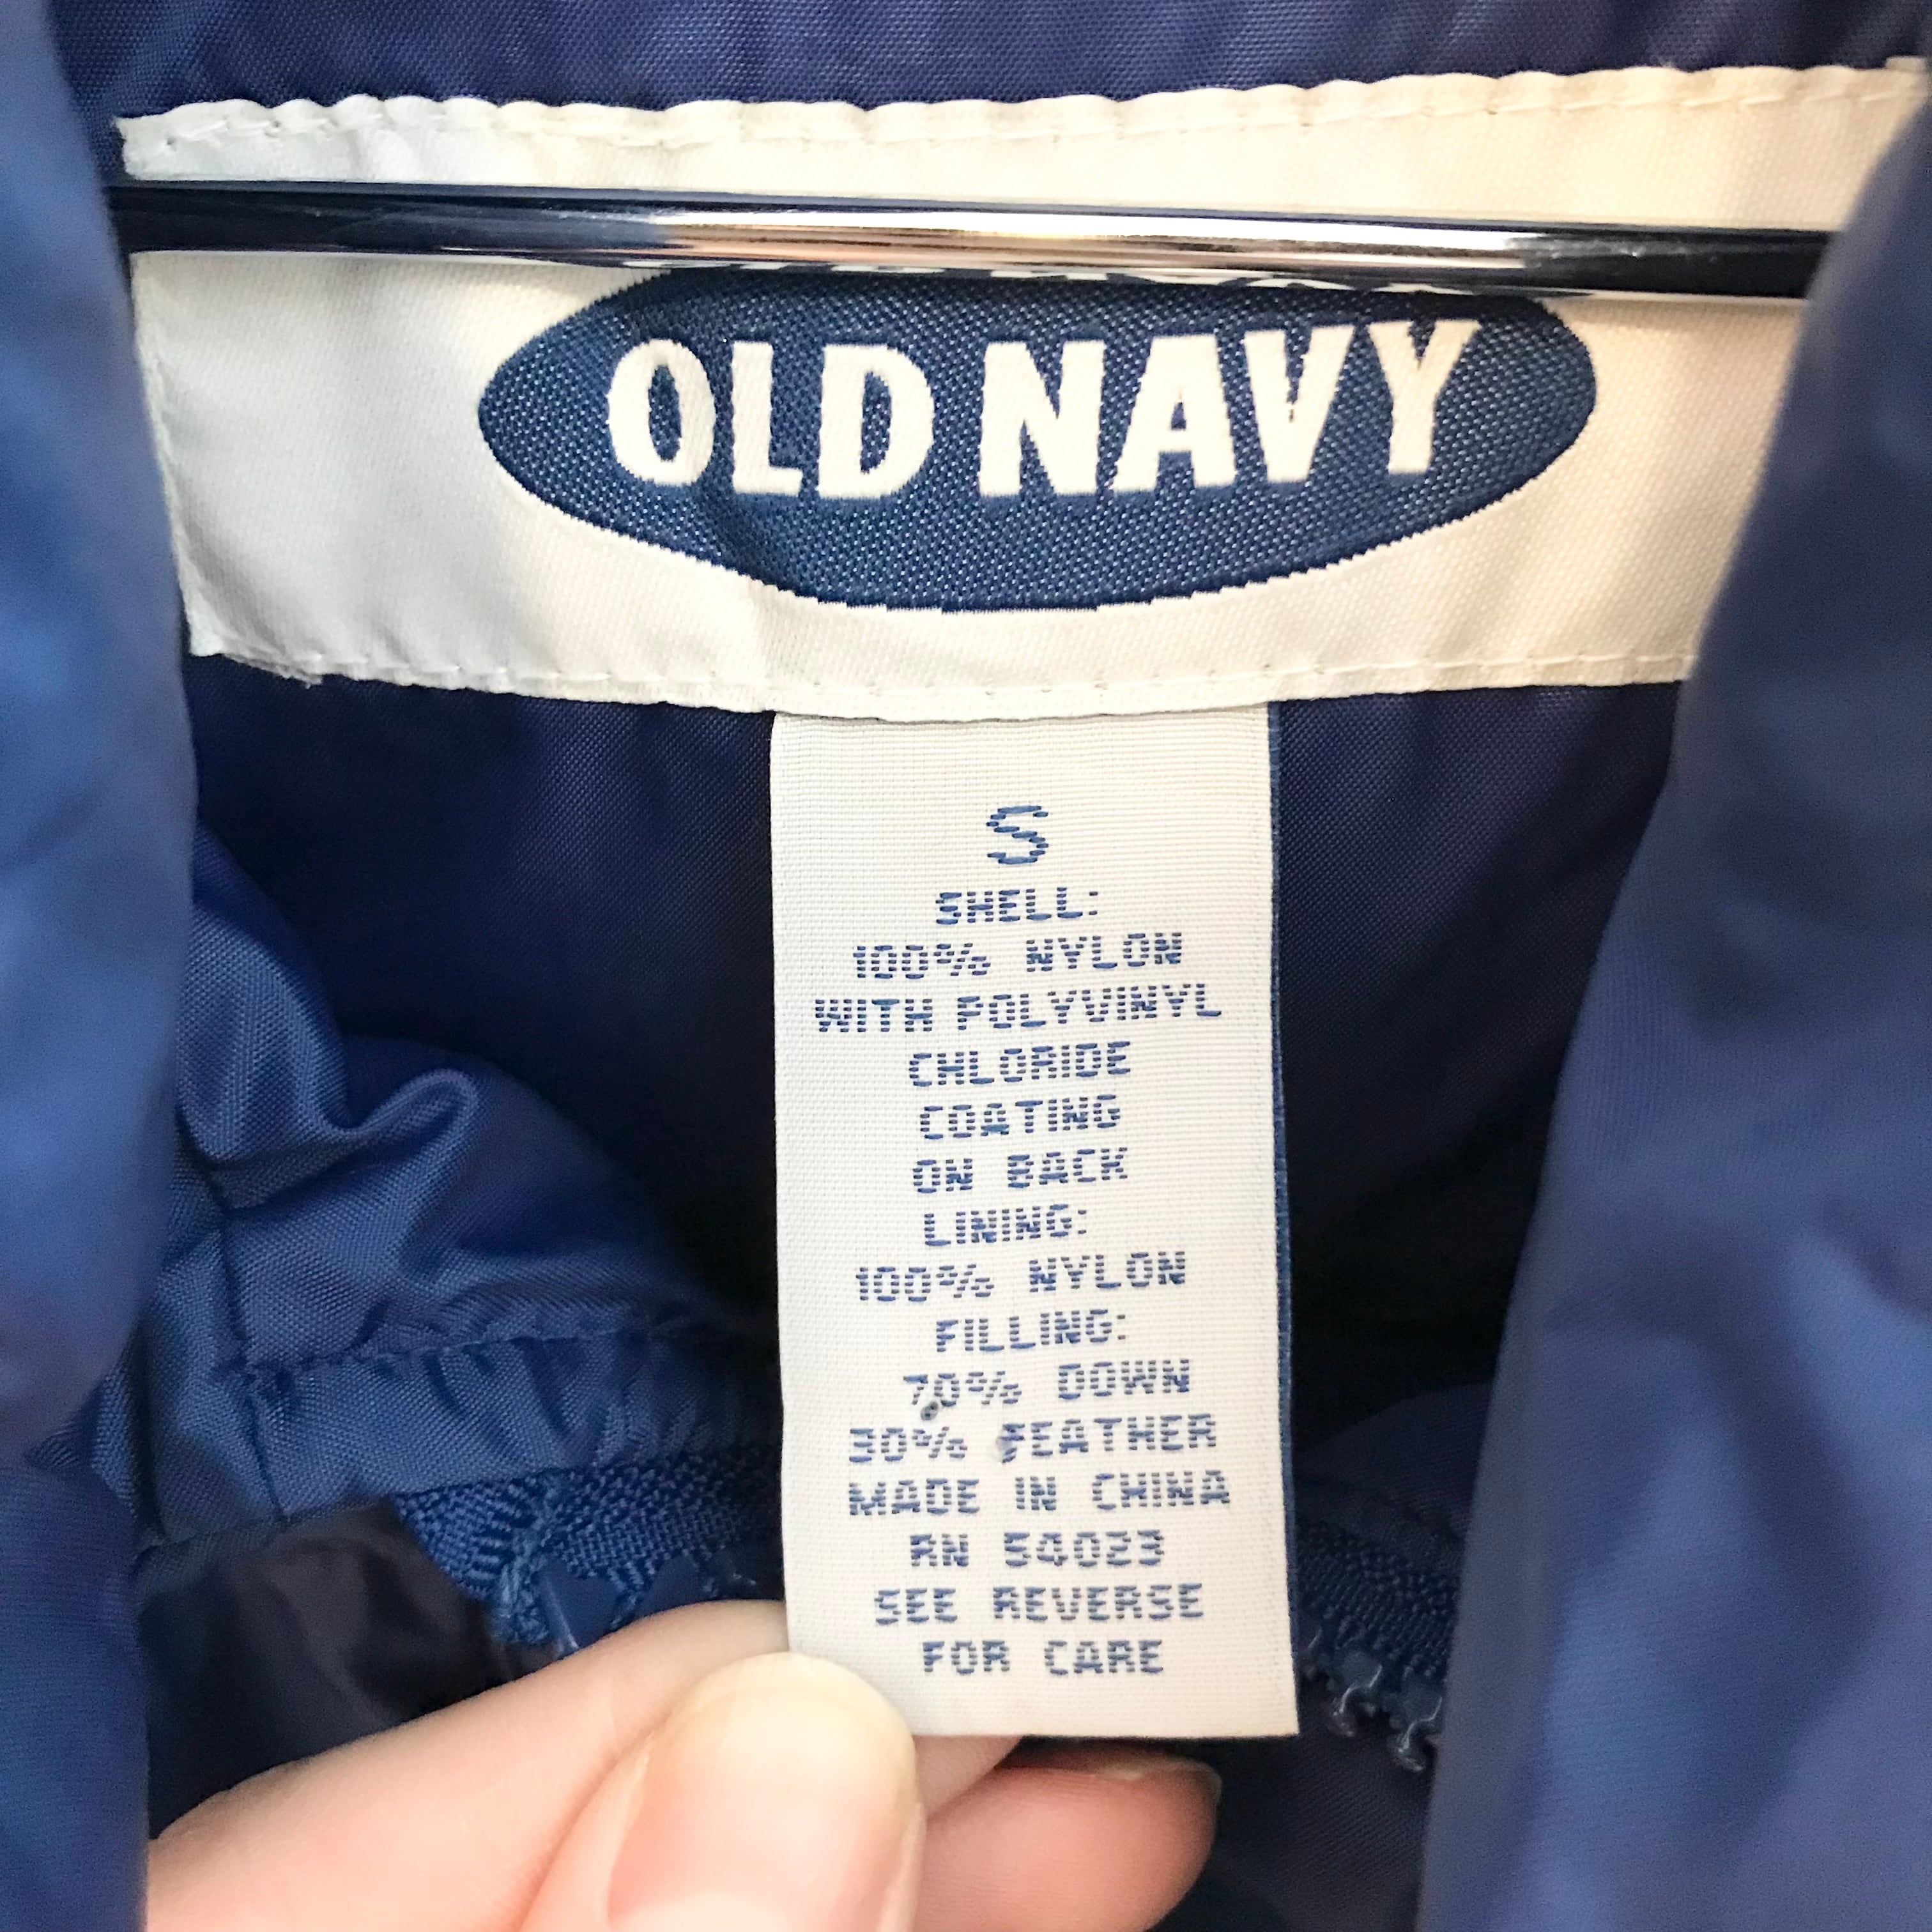 OLD NAVY
S
SHELL:
100% NYLON
WITH POLYVINYL
CHLORIDE
COATING
ON BACK
LINING:
100% NYLON
FILLING:
70% DOWN
30% FEATHER
MADE IN CHINA
RN 54023
SEE REVERSE
FOR CARE